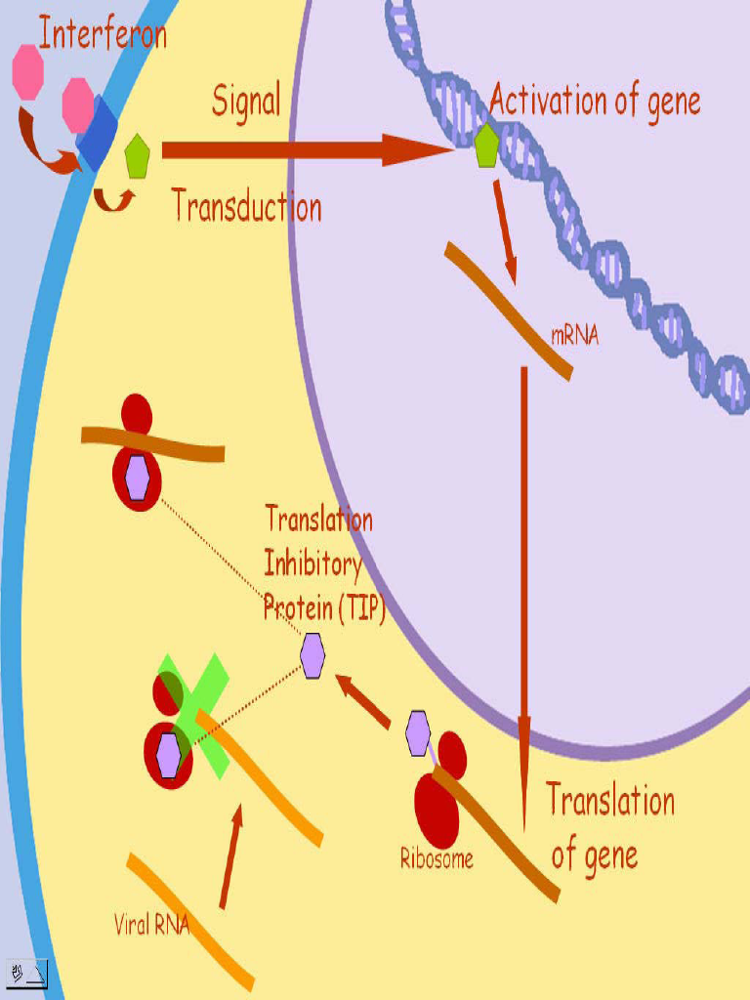 Interferon
Signal
Transduction
Activation of gene
mRNA
Translation
Inhibitory
Protein (TIP)
Translation
of gene
Ribosome
Viral RNA